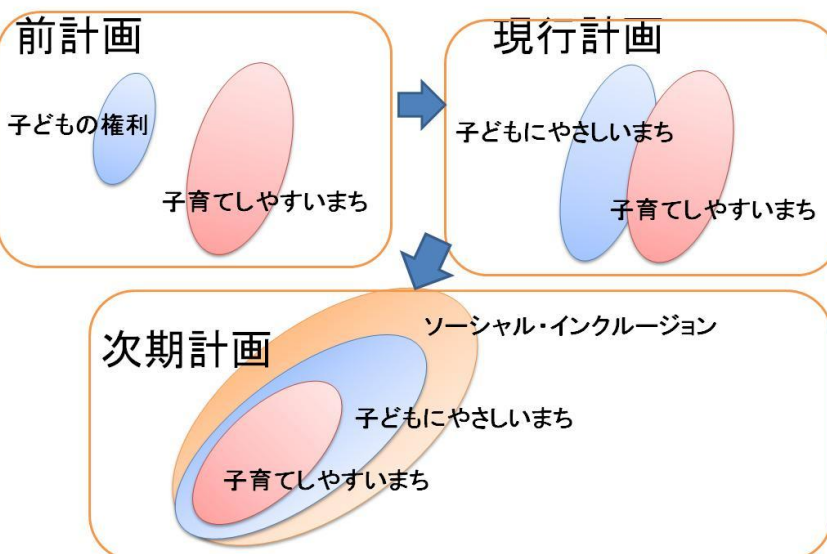 前計画
子どもの権利
子育てしやすいまち
現行計画
子どもにやさしいまち
子育てしやすいまち
次期計画
ソーシャル・インクルージョン
子どもにやさしいまち
子育てしやすいまち